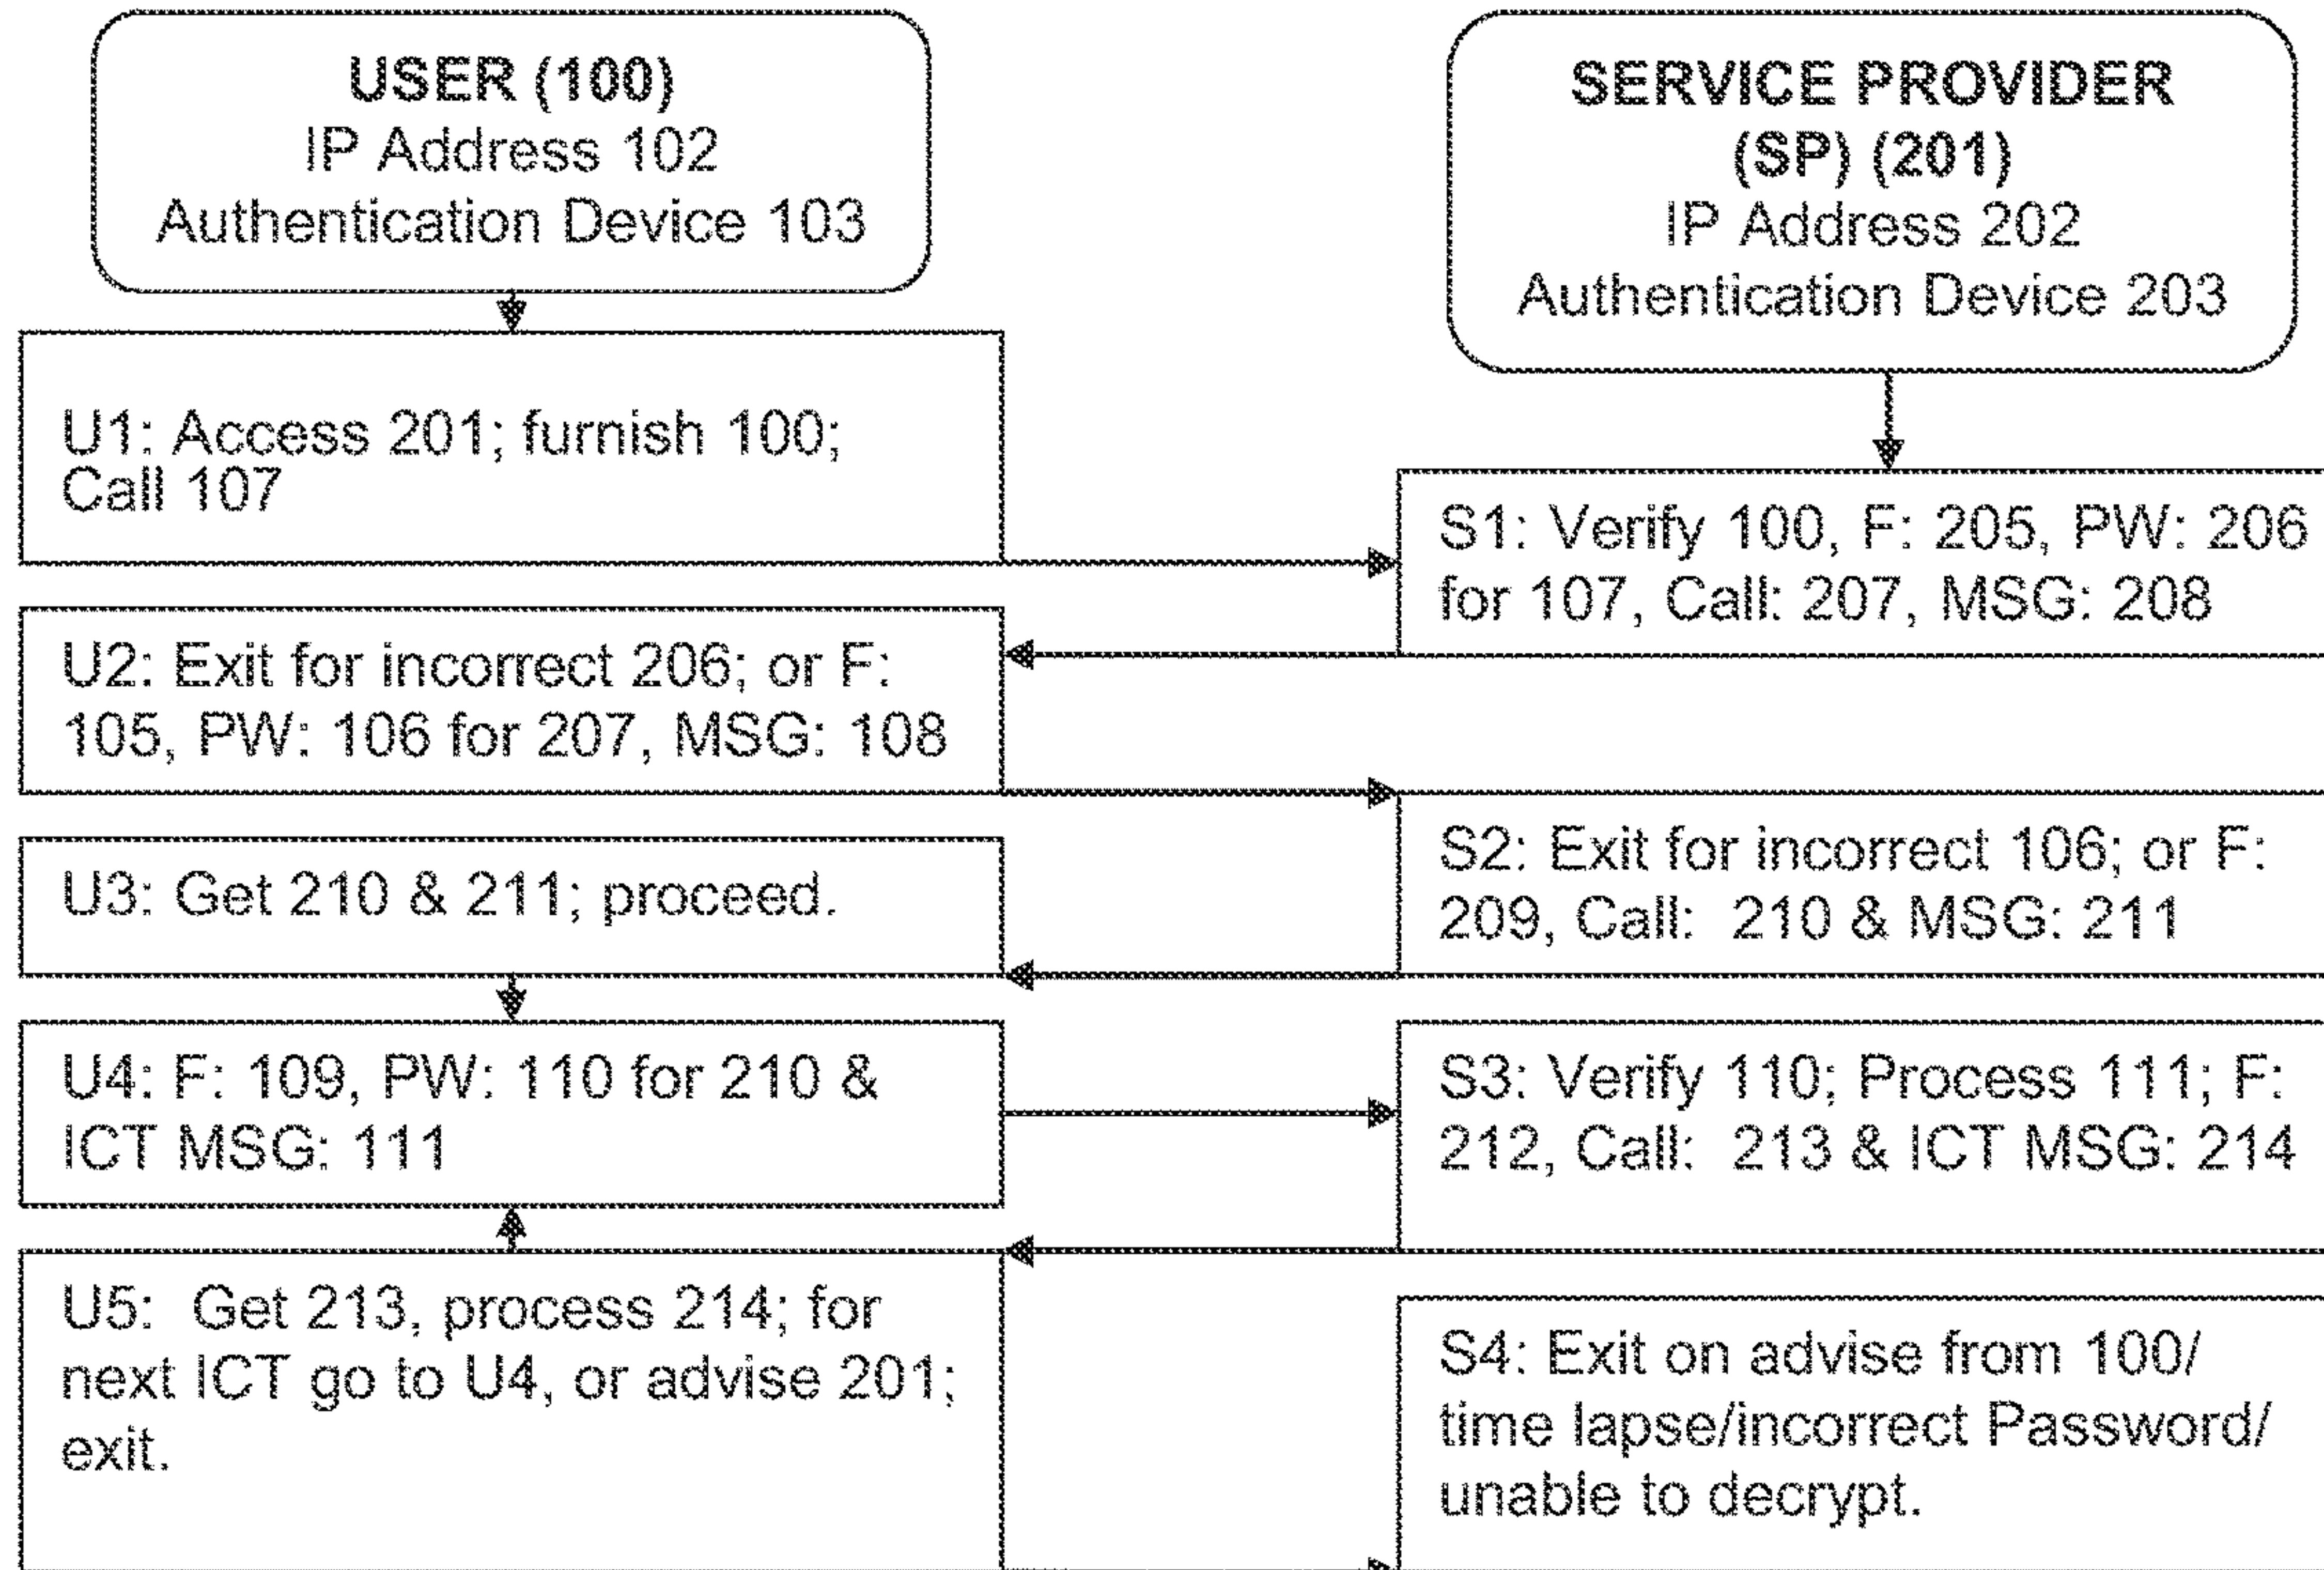 USER (100)
IP Address 102
Authentication Device 103
SERVICE PROVIDER
(SP) (201)
IP Address 202
Authentication Device 203
U1: Access 201; furnish 100;
Call 107
S1: Verify 100, F: 205, PW: 206
for 107, Call: 207, MSG: 208
U2: Exit for incorrect 206; or F:
105, PW: 106 for 207, MSG: 108
S2: Exit for incorrect 106; or F:
209, Call: 210 & MSG: 211
U3: Get 210 & 211; proceed.
U4: F: 109, PW: 110 for 210 &
ICT MSG: 111
S3: Verify 110; Process 111; F:
212, Call: 213 & ICT MSG: 214
U5: Get 213, process 214; for
next ICT go to U4, or advise 201;
exit.
S4: Exit on advise from 100/
time lapse/incorrect Password/
unable to decrypt.